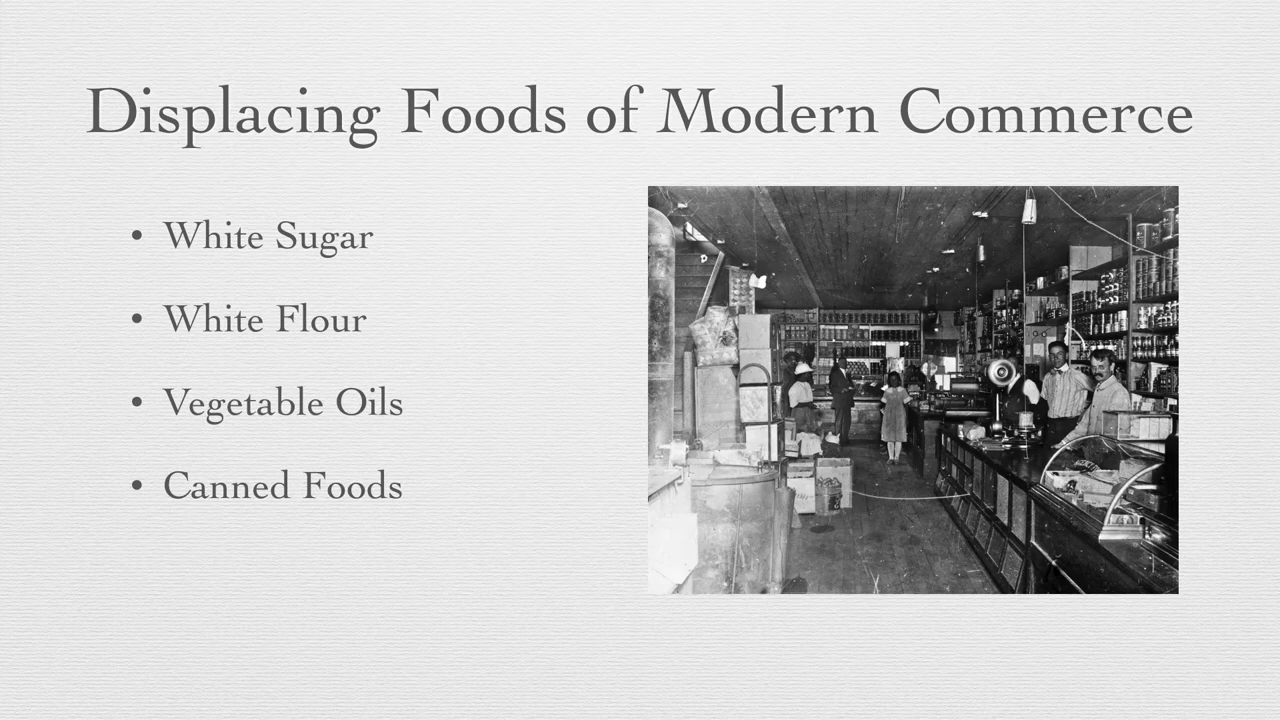 Displacing Foods of Modern Commerce
• White Sugar
• White Flour
• Vegetable Oils
• Canned Foods